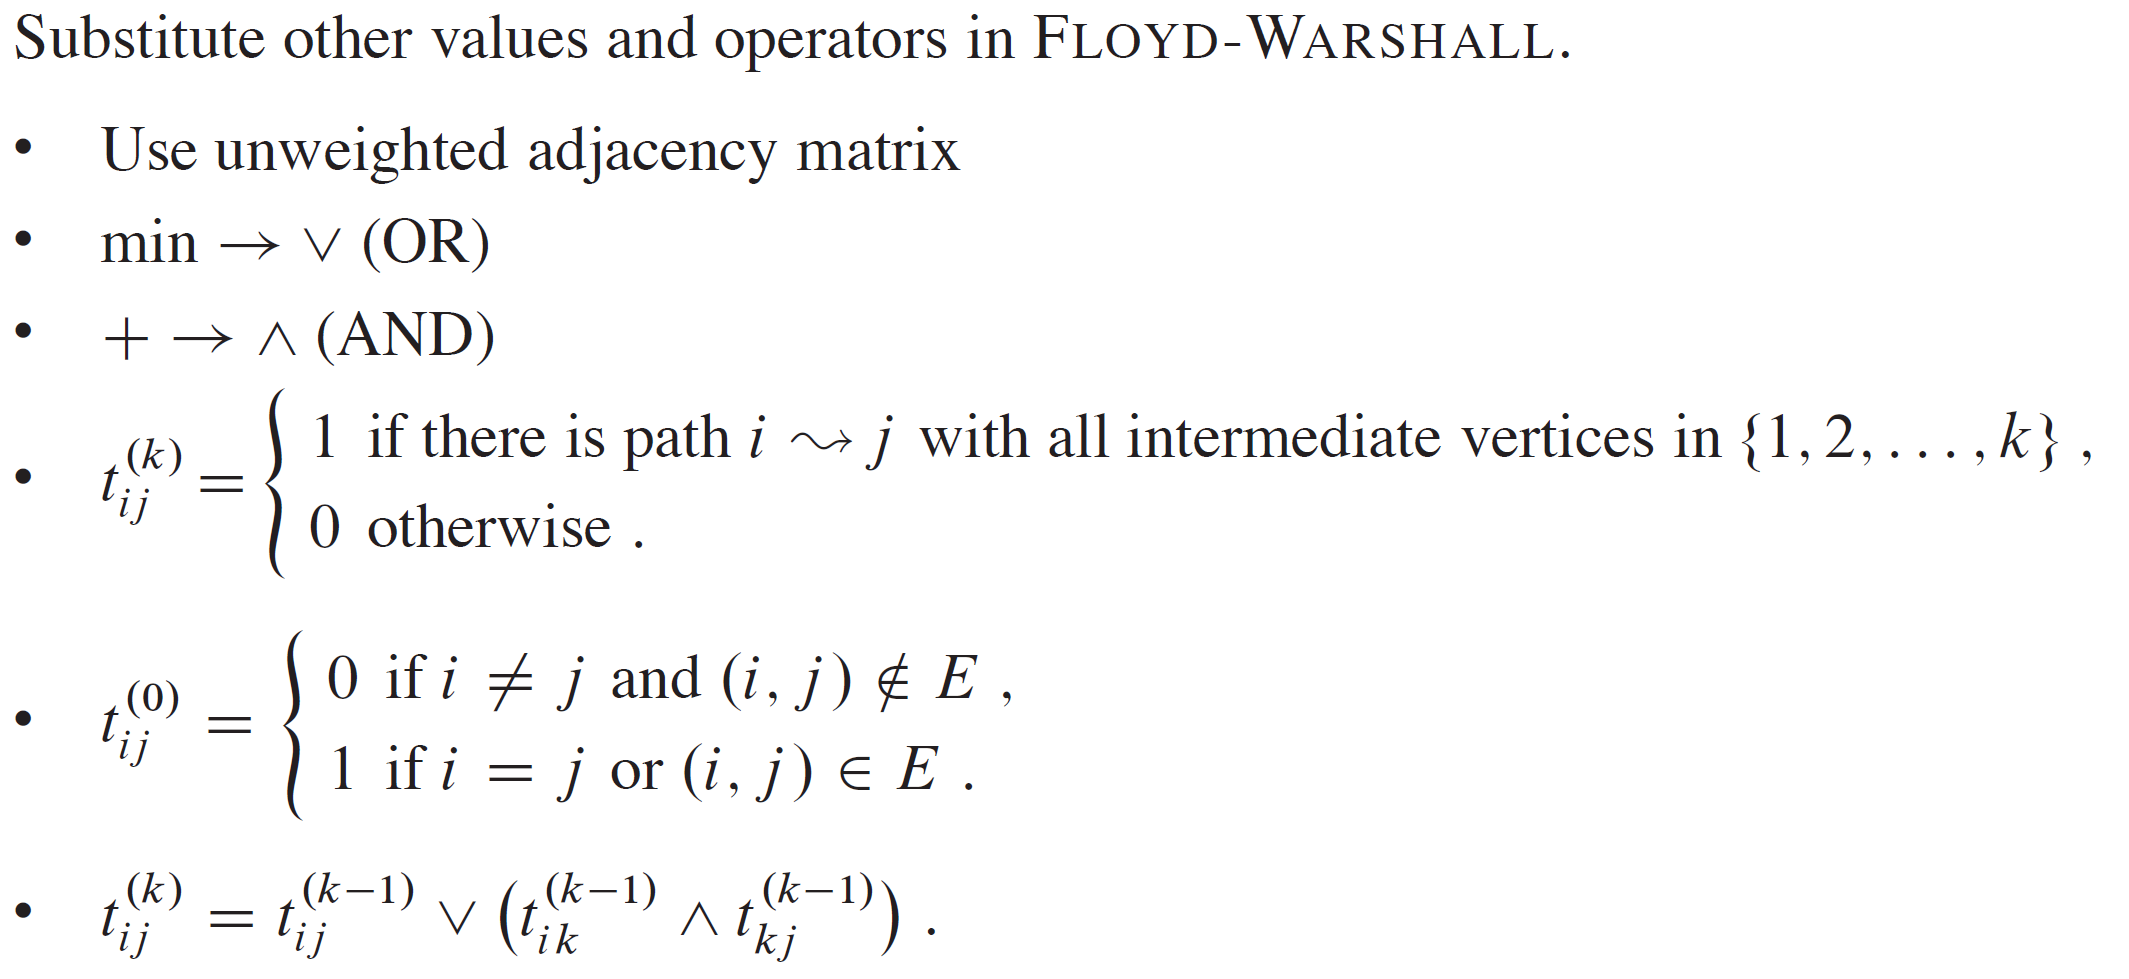 Substitute other values and operators in FLOYD-WARSHALL.
• Use unweighted adjacency matrix
• min → ∨ (OR)
• + → ∧ (AND)
• t_{ij}^{(k)} = { 1 if there is path i ⇝ j with all intermediate vertices in {1, 2, . . . , k} ,
0 otherwise .
• t_{ij}^{(0)} = { 0 if i ≠ j and (i, j) ∉ E ,
1 if i = j or (i, j) ∈ E .
• t_{ij}^{(k)} = t_{ij}^{(k−1)} ∨ (t_{ik}^{(k−1)} ∧ t_{kj}^{(k−1)}) .